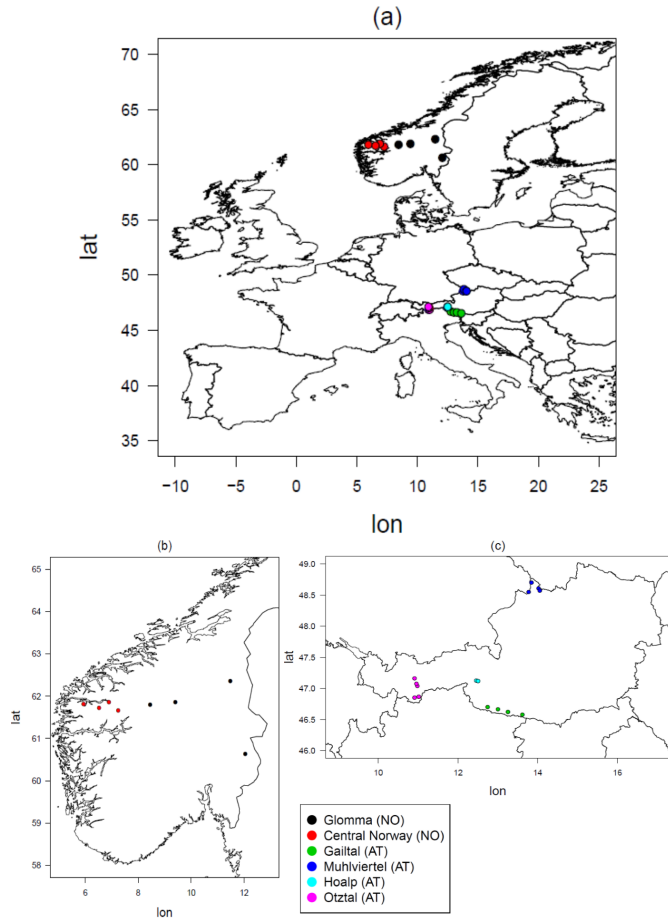 (a)
lat
70
65
60
55
50
45
40
35
−10 −5 0 5 10 15 20 25
lon
(b)
lat
65
64
63
62
61
60
59
58
6 8 10 12
lon
(c)
lat
49.0
48.5
48.0
47.5
47.0
46.5
46.0
10 12 14 16
lon
Glomma (NO)
Central Norway (NO)
Gailtal (AT)
Muhlviertel (AT)
Hoalp (AT)
Otztal (AT)